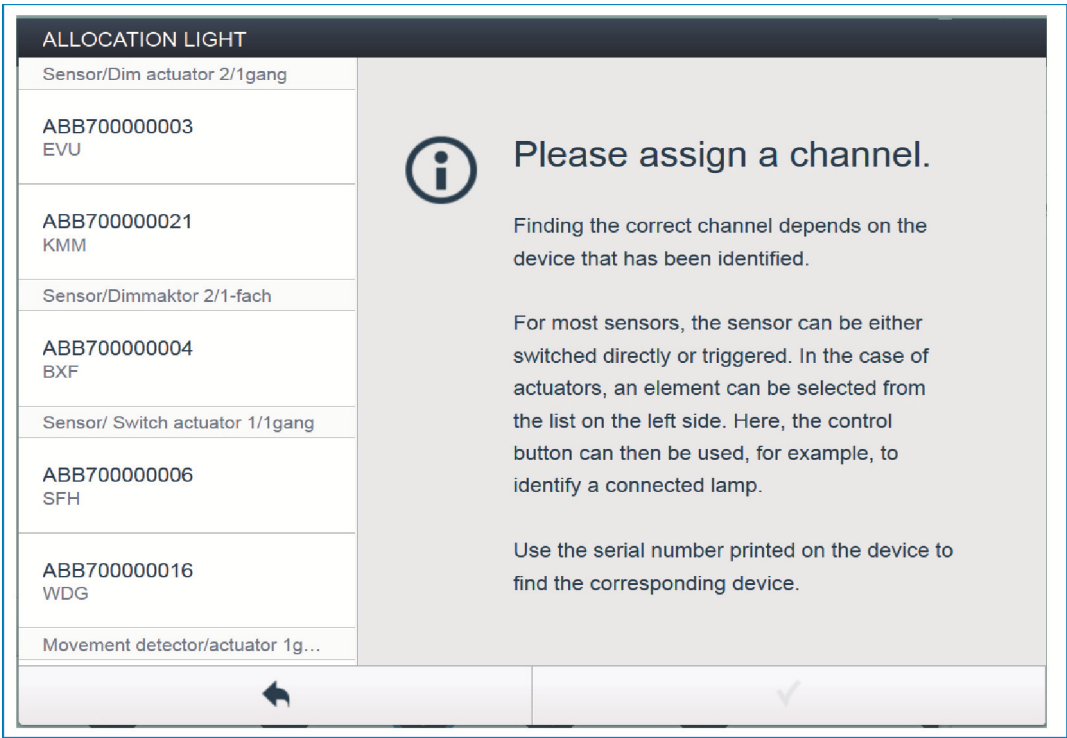 ALLOCATION LIGHT
Sensor/Dim actuator 2/1gang
ABB700000003
EVU
ABB700000021
KMM
Sensor/Dimmaktor 2/1-fach
ABB700000004
BXF
Sensor/ Switch actuator 1/1gang
ABB700000006
SFH
ABB700000016
WDG
Movement detector/actuator 1g...
Please assign a channel.
Finding the correct channel depends on the
device that has been identified.
For most sensors, the sensor can be either
switched directly or triggered. In the case of
actuators, an element can be selected from
the list on the left side. Here, the control
button can then be used, for example, to
identify a connected lamp.
Use the serial number printed on the device to
find the corresponding device.